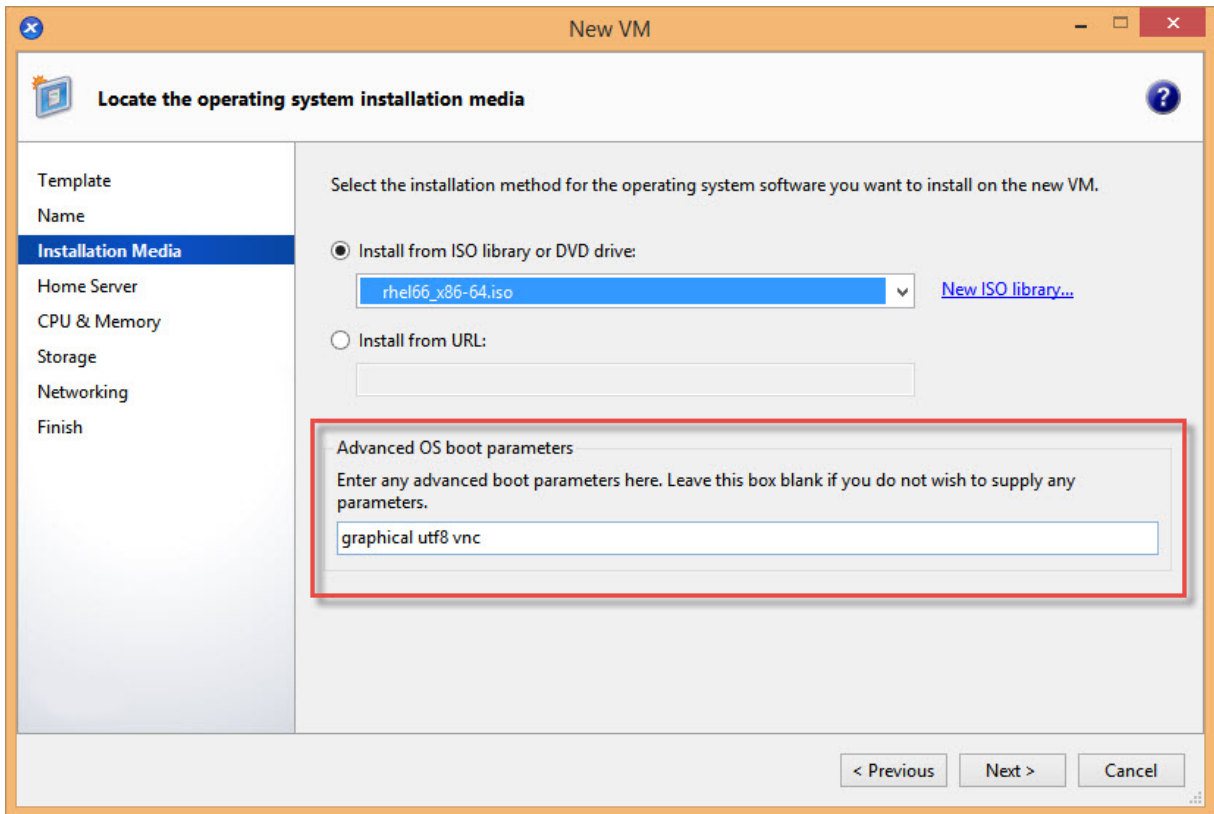 New VM
Locate the operating system installation media
Template
Name
Installation Media
Home Server
CPU & Memory
Storage
Networking
Finish
Select the installation method for the operating system software you want to install on the new VM.
Install from ISO library or DVD drive:
rhel66_x86-64.iso
New ISO library...
Install from URL:
Advanced OS boot parameters
Enter any advanced boot parameters here. Leave this box blank if you do not wish to supply any
parameters.
graphical utf8 vnc
< Previous
Next >
Cancel